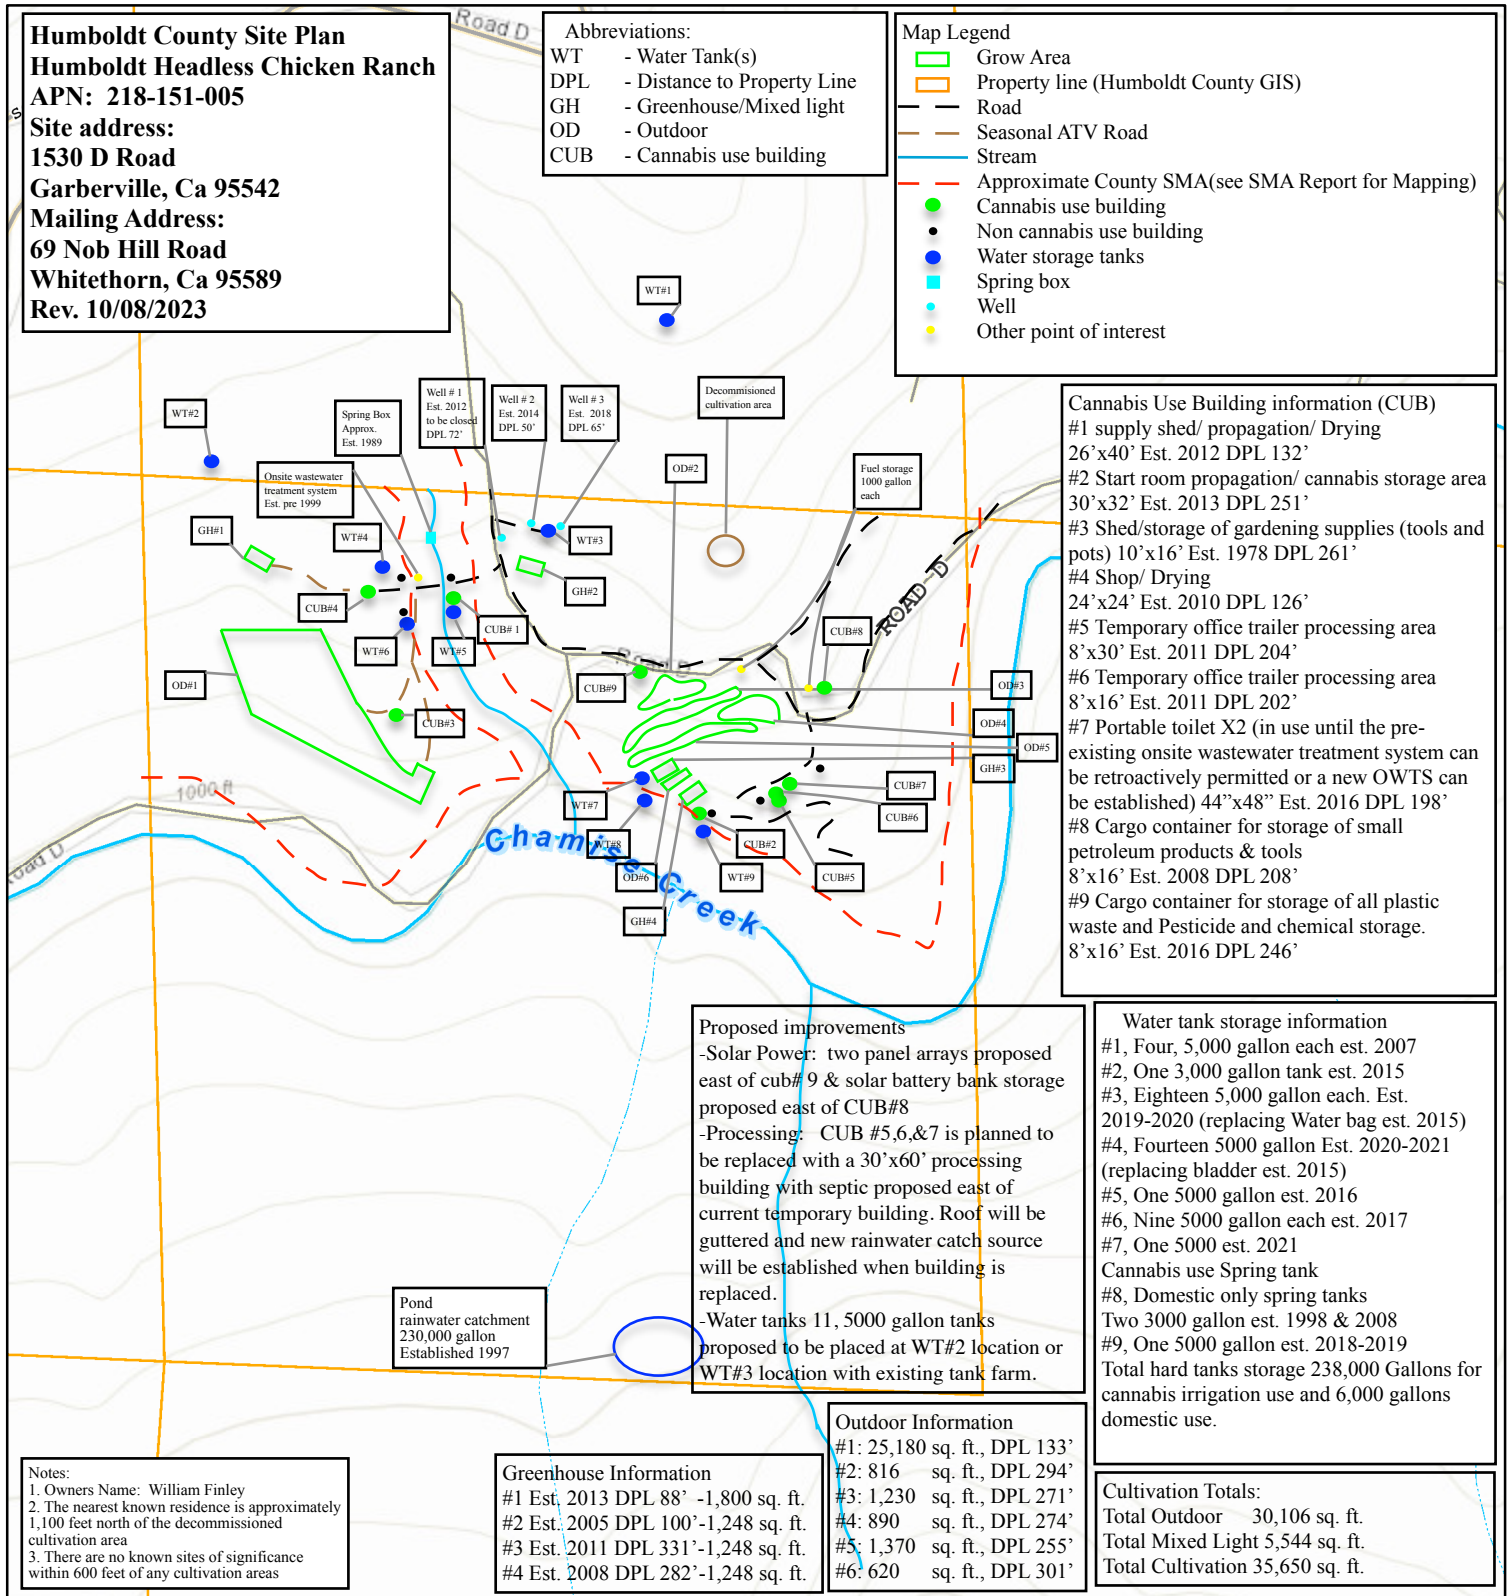 Humboldt County Site Plan
Humboldt Headless Chicken Ranch
APN: 218-151-005
Site address:
1530 D Road
Garberville, Ca 95542
Mailing Address:
69 Nob Hill Road
Whitethorn, Ca 95589
Rev. 10/08/2023
Road D
Abbreviations:
WT - Water Tank(s)
DPL - Distance to Property Line
GH - Greenhouse/Mixed light
OD - Outdoor
CUB - Cannabis use building
Map Legend
Grow Area
Property line (Humboldt County GIS)
Road
Seasonal ATV Road
Stream
Approximate County SMA(see SMA Report for Mapping)
Cannabis use building
Non cannabis use building
Water storage tanks
Spring box
Well
Other point of interest
WT#1
WT#2
Spring Box
Approx.
Est. 1989
Well # 1
Est. 2012
to be closed
DPL 72'
Well # 2
Est. 2014
DPL 50'
Well # 3
Est. 2018
DPL 65'
Decommisioned
cultivation area
Onsite wastewater
treatment system
Est. pre 1999
OD#2
Fuel storage
1000 gallon
each
GH#1
WT#4
WT#3
GH#2
CUB#4
CUB# 1
CUB#8
ROAD D
WT#6
WT#5
Road D
OD#1
CUB#9
OD#3
CUB#3
OD#4
OD#5
GH#3
1000 ft
WT#7
CUB#7
CUB#6
Road D
Chamise Creek
WT#8
CUB#2
OD#6
WT#9
CUB#5
GH#4
Cannabis Use Building information (CUB)
#1 supply shed/ propagation/ Drying
26'x40' Est. 2012 DPL 132'
#2 Start room propagation/ cannabis storage area
30'x32' Est. 2013 DPL 251'
#3 Shed/storage of gardening supplies (tools and
pots) 10'x16' Est. 1978 DPL 261'
#4 Shop/ Drying
24'x24' Est. 2010 DPL 126'
#5 Temporary office trailer processing area
8'x30' Est. 2011 DPL 204'
#6 Temporary office trailer processing area
8'x16' Est. 2011 DPL 202'
#7 Portable toilet X2 (in use until the pre-
existing onsite wastewater treatment system can
be retroactively permitted or a new OWTS can
be established) 44”x48” Est. 2016 DPL 198'
#8 Cargo container for storage of small
petroleum products & tools
8'x16' Est. 2008 DPL 208'
#9 Cargo container for storage of all plastic
waste and Pesticide and chemical storage.
8'x16' Est. 2016 DPL 246'
Proposed improvements
-Solar Power: two panel arrays proposed
east of cub# 9 & solar battery bank storage
proposed east of CUB#8
-Processing: CUB #5,6,&7 is planned to
be replaced with a 30'x60' processing
building with septic proposed east of
current temporary building. Roof will be
guttered and new rainwater catch source
will be established when building is
replaced.
-Water tanks 11, 5000 gallon tanks
proposed to be placed at WT#2 location or
WT#3 location with existing tank farm.
Water tank storage information
#1, Four, 5,000 gallon each est. 2007
#2, One 3,000 gallon tank est. 2015
#3, Eighteen 5,000 gallon each. Est.
2019-2020 (replacing Water bag est. 2015)
#4, Fourteen 5000 gallon Est. 2020-2021
(replacing bladder est. 2015)
#5, One 5000 gallon est. 2016
#6, Nine 5000 gallon each est. 2017
#7, One 5000 est. 2021
Cannabis use Spring tank
#8, Domestic only spring tanks
Two 3000 gallon est. 1998 & 2008
#9, One 5000 gallon est. 2018-2019
Total hard tanks storage 238,000 Gallons for
cannabis irrigation use and 6,000 gallons
domestic use.
Pond
rainwater catchment
230,000 gallon
Established 1997
Notes:
1. Owners Name: William Finley
2. The nearest known residence is approximately
1,100 feet north of the decommissioned
cultivation area
3. There are no known sites of significance
within 600 feet of any cultivation areas
Greenhouse Information
#1 Est. 2013 DPL 88' -1,800 sq. ft.
#2 Est. 2005 DPL 100'-1,248 sq. ft.
#3 Est. 2011 DPL 331'-1,248 sq. ft.
#4 Est. 2008 DPL 282'-1,248 sq. ft.
Outdoor Information
#1: 25,180 sq. ft., DPL 133'
#2: 816 sq. ft., DPL 294'
#3: 1,230 sq. ft., DPL 271'
#4: 890 sq. ft., DPL 274'
#5: 1,370 sq. ft., DPL 255'
#6: 620 sq. ft., DPL 301'
Cultivation Totals:
Total Outdoor 30,106 sq. ft.
Total Mixed Light 5,544 sq. ft.
Total Cultivation 35,650 sq. ft.